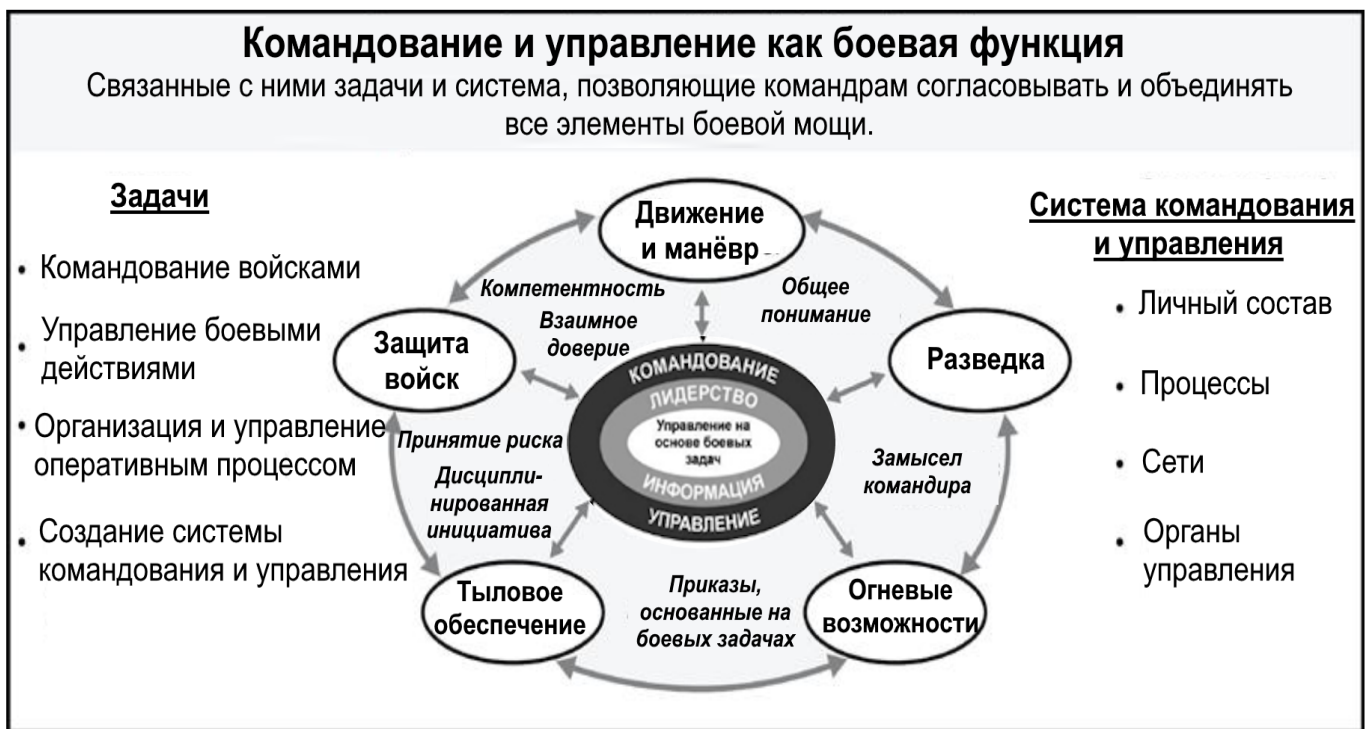 Командование и управление как боевая функция
Связанные с ними задачи и система, позволяющие командрам согласовывать и объединять
все элементы боевой мощи.
Задачи
• Командование войсками
• Управление боевыми
действиями
• Организация и управление
оперативным процессом
• Создание системы
командования и управления
Движение
и манёвр
Компетентность
Взаимное
доверие
Общее
понимание
Защита
войск
Разведка
КОМАНДОВАНИЕ
ЛИДЕРСТВО
Управление на
основе боевых
задач
ИНФОРМАЦИЯ
УПРАВЛЕНИЕ
Принятие риска
Дисципли-
нированная
инициатива
Замысел
командира
Тыловое
обеспечение
Приказы,
основанные на
боевых задачах
Огневые
возможности
Система командования
и управления
• Личный состав
• Процессы
• Сети
• Органы
управления